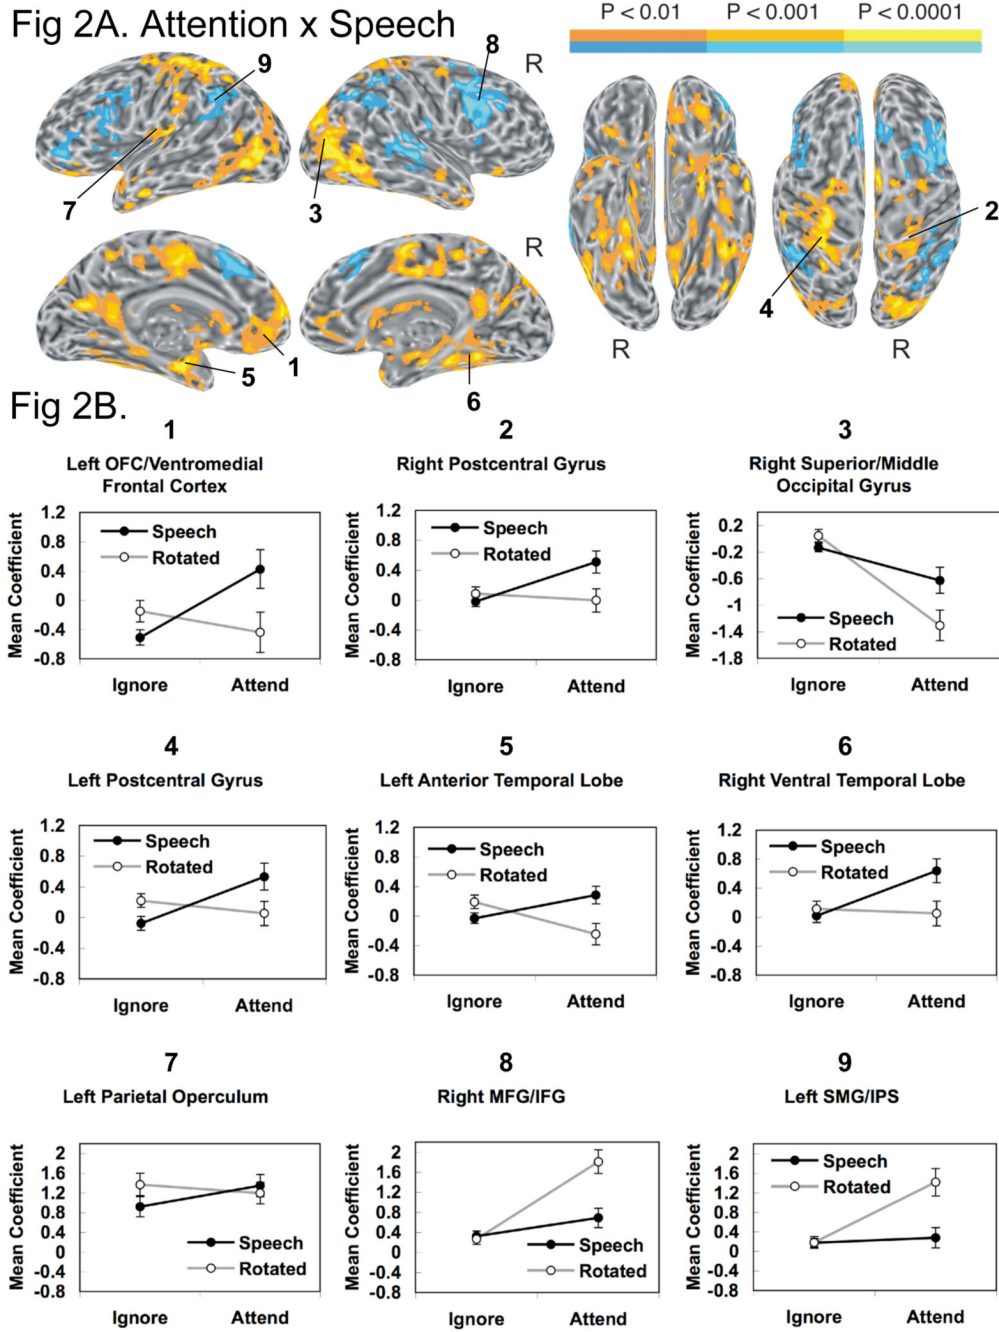 Fig 2A. Attention x Speech
P < 0.01 P < 0.001 P < 0.0001
9
8
R
7
3
2
4
R
1
5
6
R
R
Fig 2B.
1
Left OFC/Ventromedial
Frontal Cortex
Mean Coefficient
1.2
0.8
0.4
0
-0.4
-0.8
Speech
Rotated
Ignore Attend
2
Right Postcentral Gyrus
Mean Coefficient
1.2
0.8
0.4
0
-0.4
-0.8
Speech
Rotated
Ignore Attend
3
Right Superior/Middle
Occipital Gyrus
Mean Coefficient
0.2
-0.2
-0.6
-1
-1.4
-1.8
Speech
Rotated
Ignore Attend
4
Left Postcentral Gyrus
Mean Coefficient
1.2
0.8
0.4
0
-0.4
-0.8
Speech
Rotated
Ignore Attend
5
Left Anterior Temporal Lobe
Mean Coefficient
1.2
0.8
0.4
0
-0.4
-0.8
Speech
Rotated
Ignore Attend
6
Right Ventral Temporal Lobe
Mean Coefficient
1.2
0.8
0.4
0
-0.4
-0.8
Speech
Rotated
Ignore Attend
7
Left Parietal Operculum
Mean Coefficient
2
1.6
1.2
0.8
0.4
0
-0.4
-0.8
Speech
Rotated
Ignore Attend
8
Right MFG/IFG
Mean Coefficient
2
1.6
1.2
0.8
0.4
0
-0.4
-0.8
Speech
Rotated
Ignore Attend
9
Left SMG/IPS
Mean Coefficient
2
1.6
1.2
0.8
0.4
0
-0.4
-0.8
Speech
Rotated
Ignore Attend